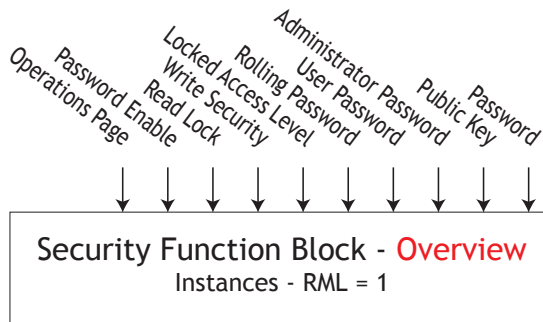 Operations Page
Password Enable
Read Lock
Write Security
Locked Access Level
Rolling Password
User Password
Administrator Password
Public Key
Password
Security Function Block - Overview
Instances - RML = 1